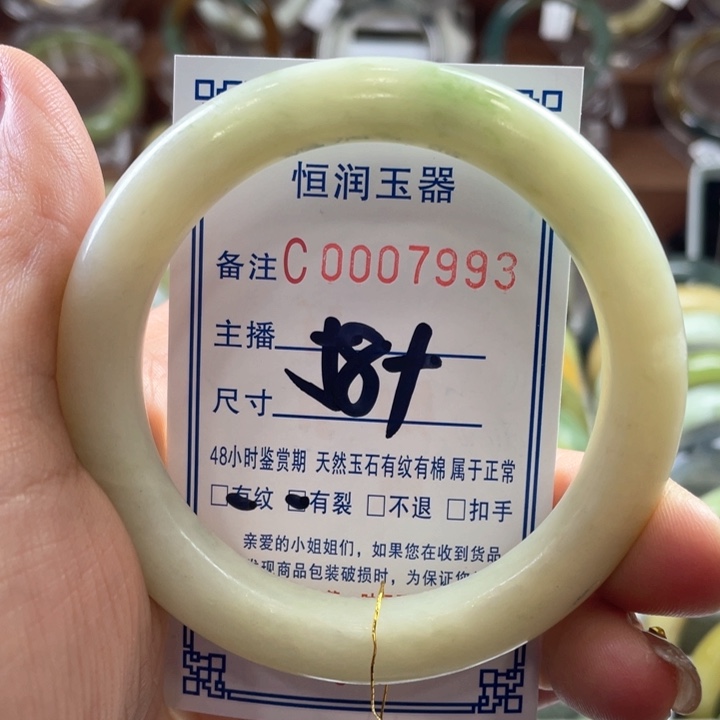 恒润玉器
备注 C0007993
主播
尺寸
48小时鉴赏期 天然玉石有纹有棉 属于正常
□有纹 □有裂 □不退 □扣手
亲爱的小姐姐们，如果您在收到货品
发现商品包装破损时，为保证您